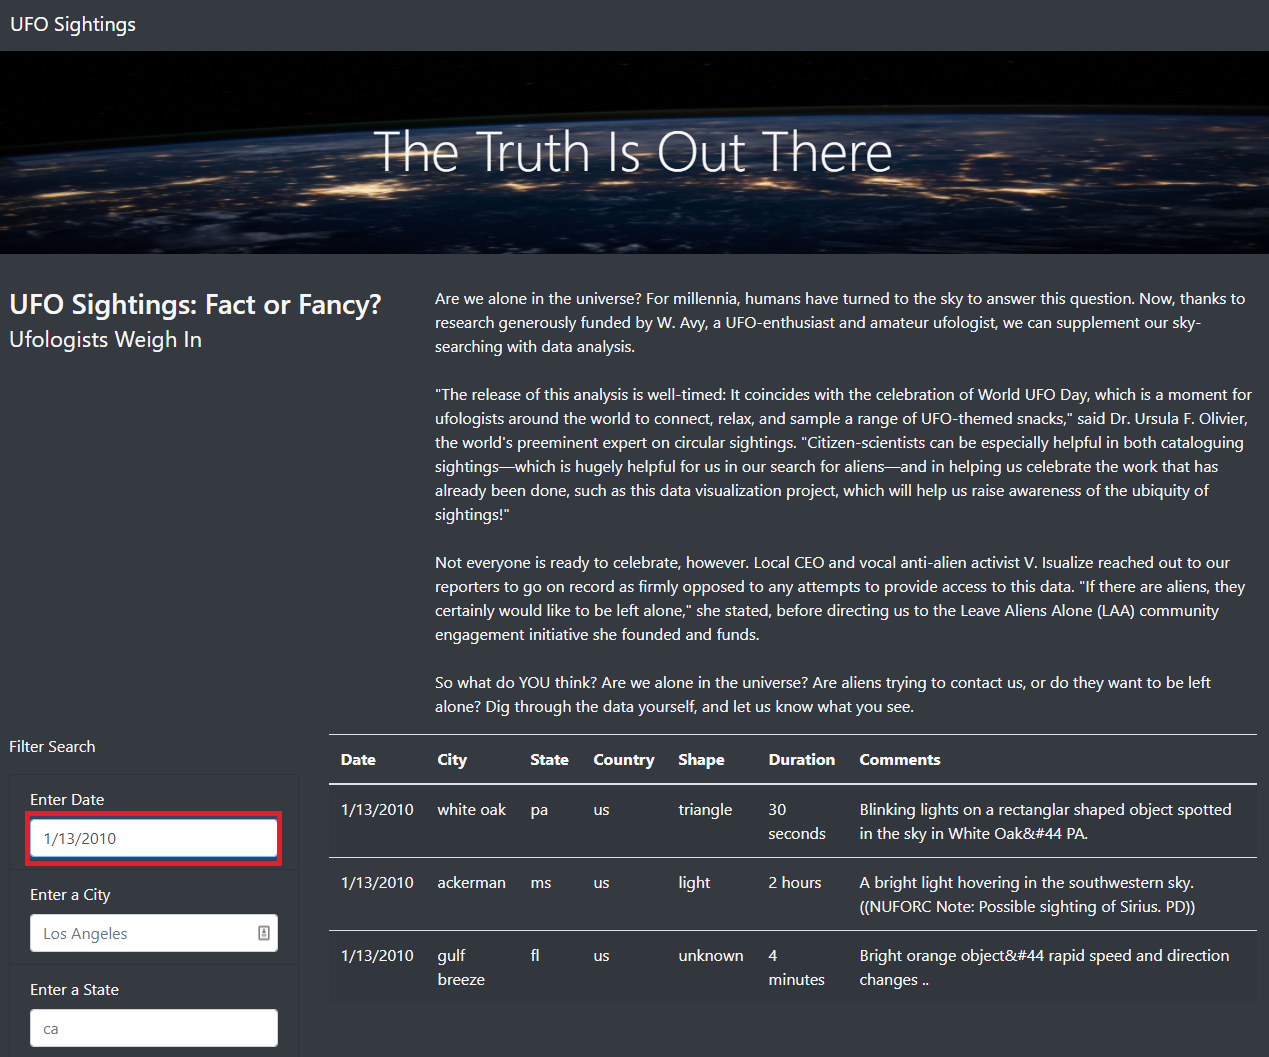 UFO Sightings
The Truth Is Out There
UFO Sightings: Fact or Fancy?
Ufologists Weigh In
Are we alone in the universe? For millennia, humans have turned to the sky to answer this question. Now, thanks to
research generously funded by W. Avy, a UFO-enthusiast and amateur ufologist, we can supplement our sky-
searching with data analysis.
"The release of this analysis is well-timed: It coincides with the celebration of World UFO Day, which is a moment for
ufologists around the world to connect, relax, and sample a range of UFO-themed snacks," said Dr. Ursula F. Olivier,
the world's preeminent expert on circular sightings. "Citizen-scientists can be especially helpful in both cataloguing
sightings—which is hugely helpful for us in our search for aliens—and in helping us celebrate the work that has
already been done, such as this data visualization project, which will help us raise awareness of the ubiquity of
sightings!"
Not everyone is ready to celebrate, however. Local CEO and vocal anti-alien activist V. Isualize reached out to our
reporters to go on record as firmly opposed to any attempts to provide access to this data. "If there are aliens, they
certainly would like to be left alone," she stated, before directing us to the Leave Aliens Alone (LAA) community
engagement initiative she founded and funds.
So what do YOU think? Are we alone in the universe? Are aliens trying to contact us, or do they want to be left
alone? Dig through the data yourself, and let us know what you see.
Filter Search
Enter Date
1/13/2010
Enter a City
Los Angeles
Enter a State
ca
Date City State Country Shape Duration Comments
1/13/2010 white oak pa us triangle 30 Blinking lights on a rectanglar shaped object spotted
seconds in the sky in White Oak&#44 PA.
1/13/2010 ackerman ms us light 2 hours A bright light hovering in the southwestern sky.
((NUFORC Note: Possible sighting of Sirius. PD))
1/13/2010 gulf fl us unknown 4 Bright orange object&#44 rapid speed and direction
breeze minutes changes ..